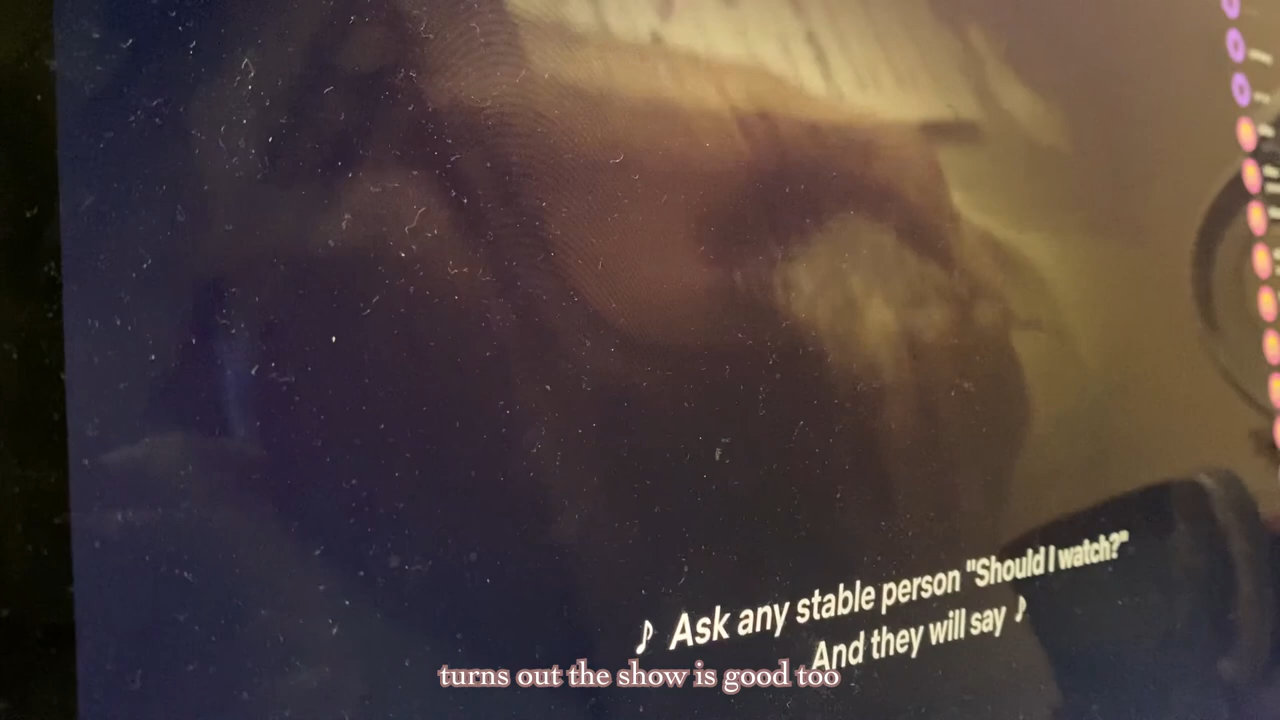 ♪ Ask any stable person "Should I watch?"
And they will say ♪
turns out the show is good too